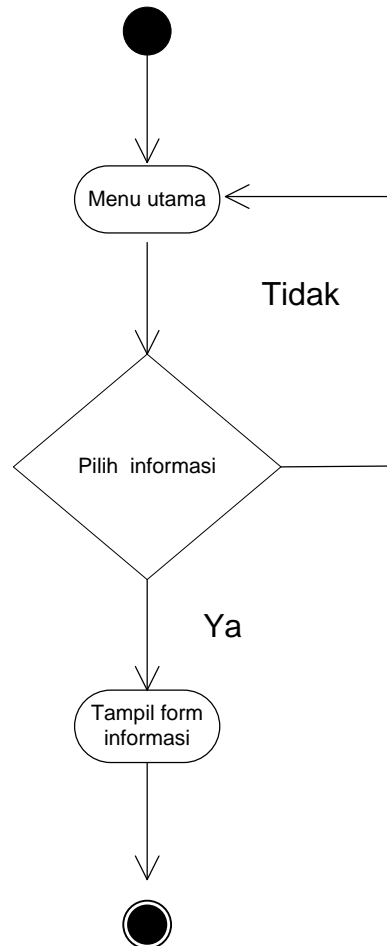 Menu utama
Tidak
Pilih informasi
Ya
Tampil form
informasi